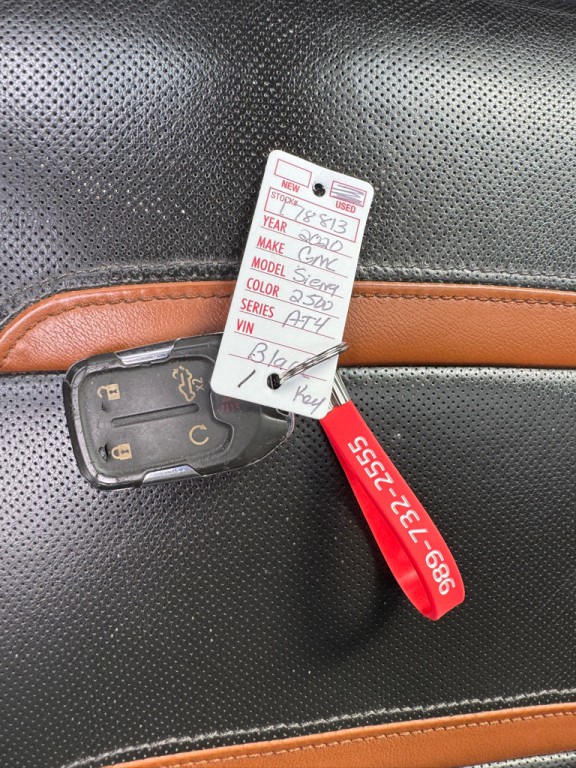 NEW USED
STOCK# 178813
YEAR 2020
MAKE GMC
MODEL Sierra
COLOR 2500
SERIES AT4
VIN
Black
1 Key
989-732-2555